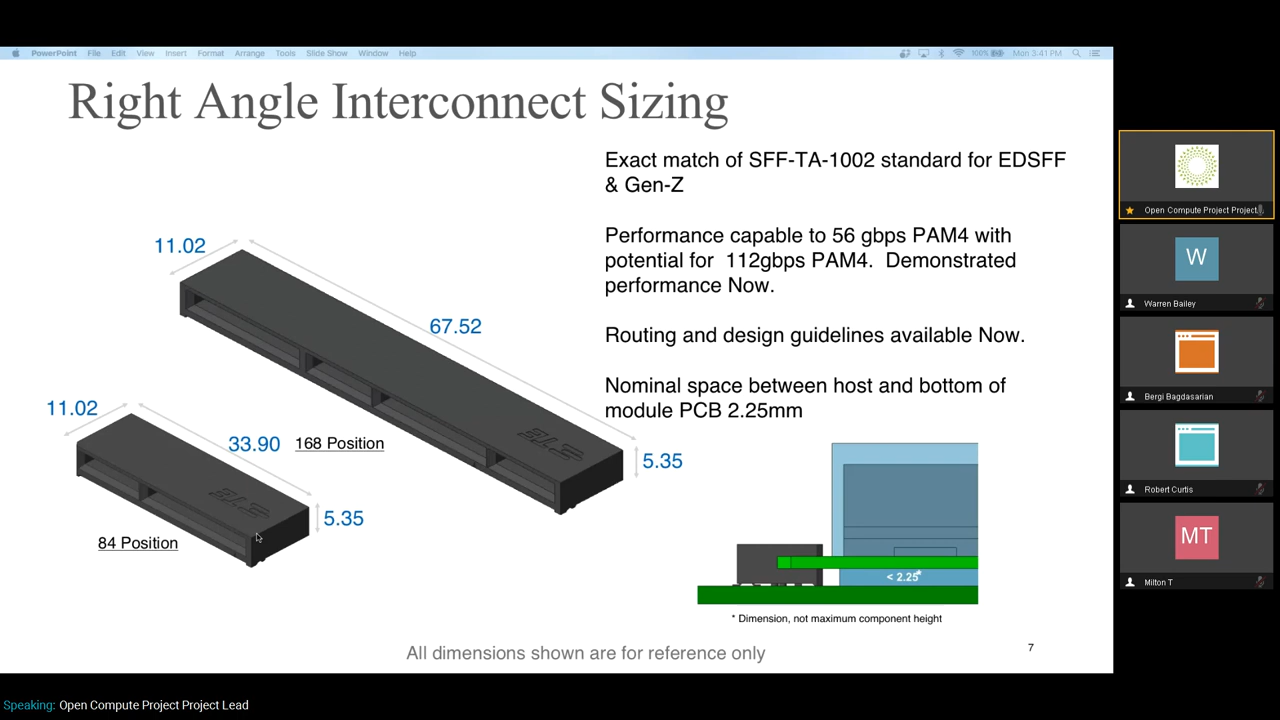 PowerPoint File Edit View Insert Format Arrange Tools Slide Show Window Help 100% Mon 3:41 PM
Right Angle Interconnect Sizing
Exact match of SFF-TA-1002 standard for EDSFF
& Gen-Z
Performance capable to 56 gbps PAM4 with
potential for 112gbps PAM4. Demonstrated
performance Now.
Routing and design guidelines available Now.
Nominal space between host and bottom of
module PCB 2.25mm
11.02
67.52
5.35
168 Position
11.02
33.90
5.35
84 Position
< 2.25*
* Dimension, not maximum component height
All dimensions shown are for reference only
7
Open Compute Project Project
W
Warren Bailey
Bergi Bagdasarian
Robert Curtis
MT
Milton T
Speaking: Open Compute Project Project Lead